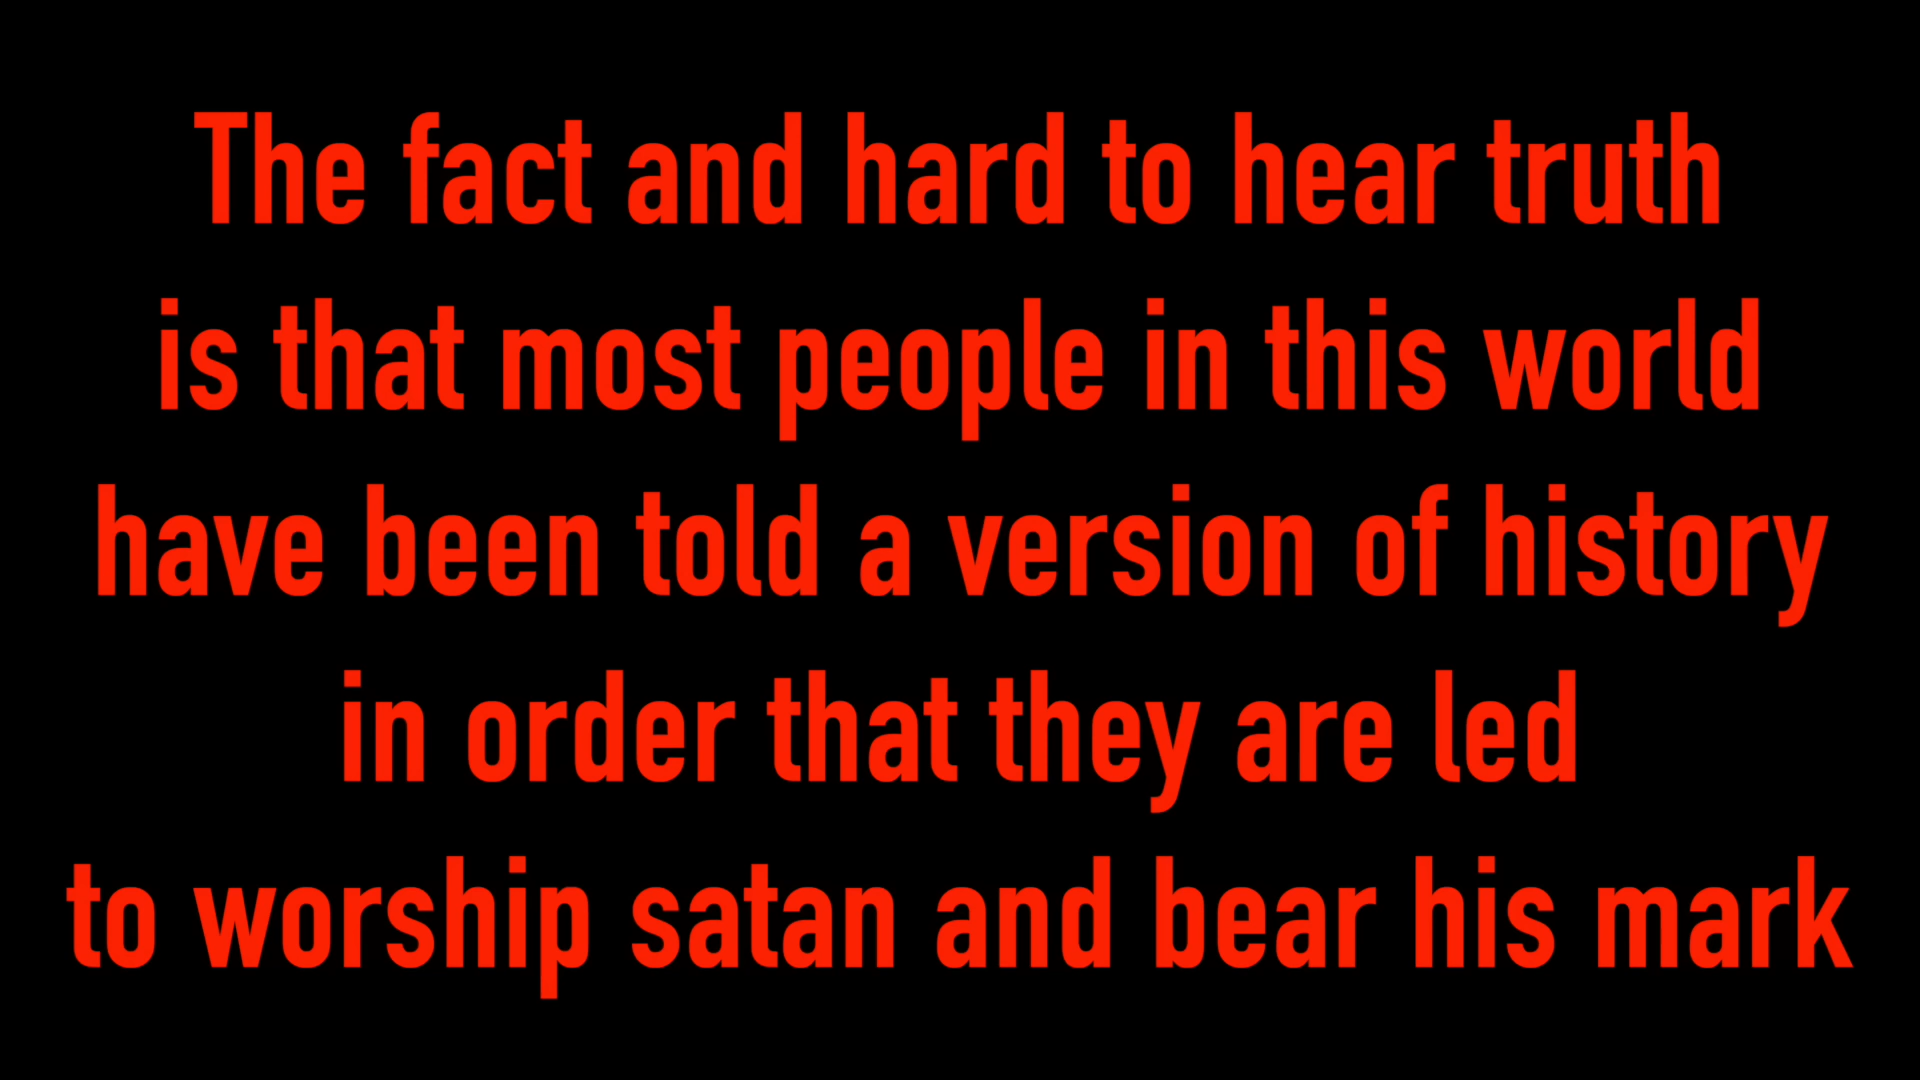 The fact and hard to hear truth
is that most people in this world
have been told a version of history
in order that they are led
to worship satan and bear his mark